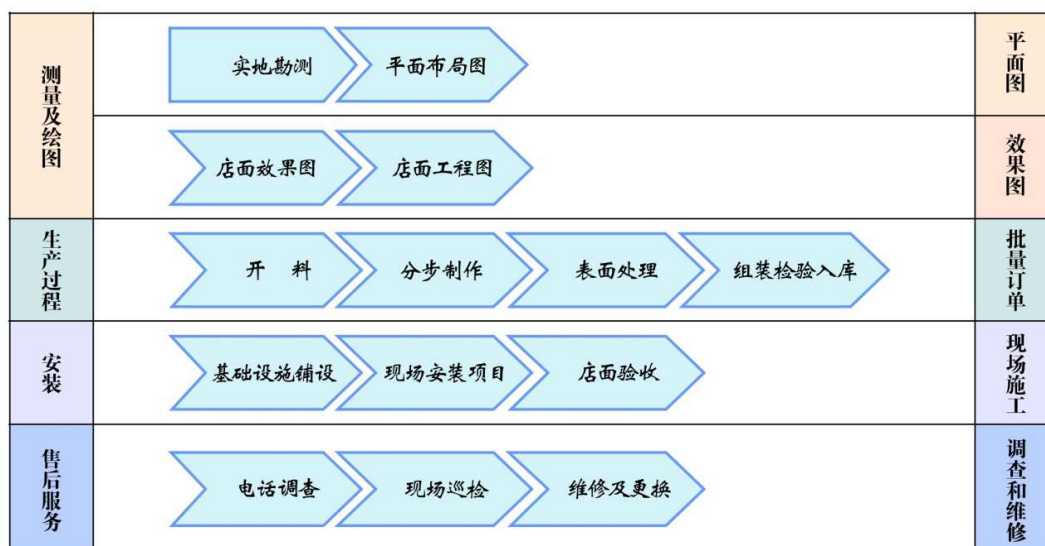 测量及绘图
实地勘测
平面布局图
平面图
店面效果图
店面工程图
效果图
生产过程
开 料
分步制作
表面处理
组装检验入库
批量订单
安装
基础设施铺设
现场安装项目
店面验收
现场施工
售后服务
电话调查
现场巡检
维修及更换
调查和维修